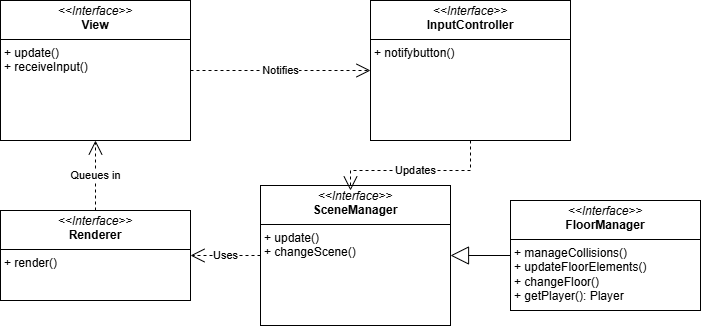 <<Interface>>
View
+ update()
+ receiveInput()
<<Interface>>
InputController
+ notifybutton()
Notifies
Queues in
Updates
<<Interface>>
Renderer
+ render()
Uses
<<Interface>>
SceneManager
+ update()
+ changeScene()
<<Interface>>
FloorManager
+ manageCollisions()
+ updateFloorElements()
+ changeFloor()
+ getPlayer(): Player